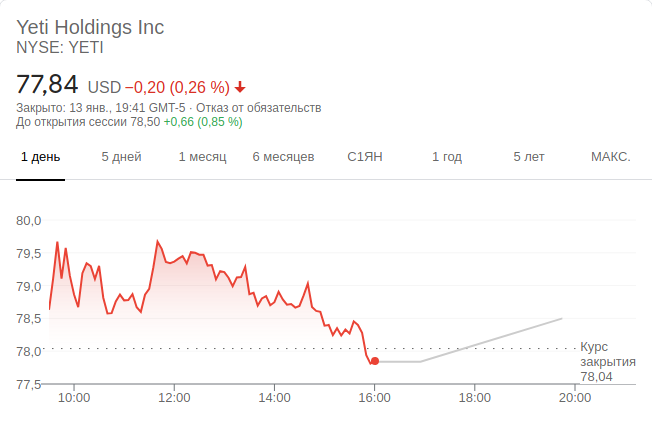 Yeti Holdings Inc
NYSE: YETI
77,84 USD −0,20 (0,26 %)
Закрыто: 13 янв., 19:41 GMT-5 · Отказ от обязательств
До открытия сессии 78,50 +0,66 (0,85 %)
1 день 5 дней 1 месяц 6 месяцев С1ЯН 1 год 5 лет МАКС.
80,0
79,5
79,0
78,5
78,0
77,5
Курс
закрытия
78,04
10:00 12:00 14:00 16:00 18:00 20:00